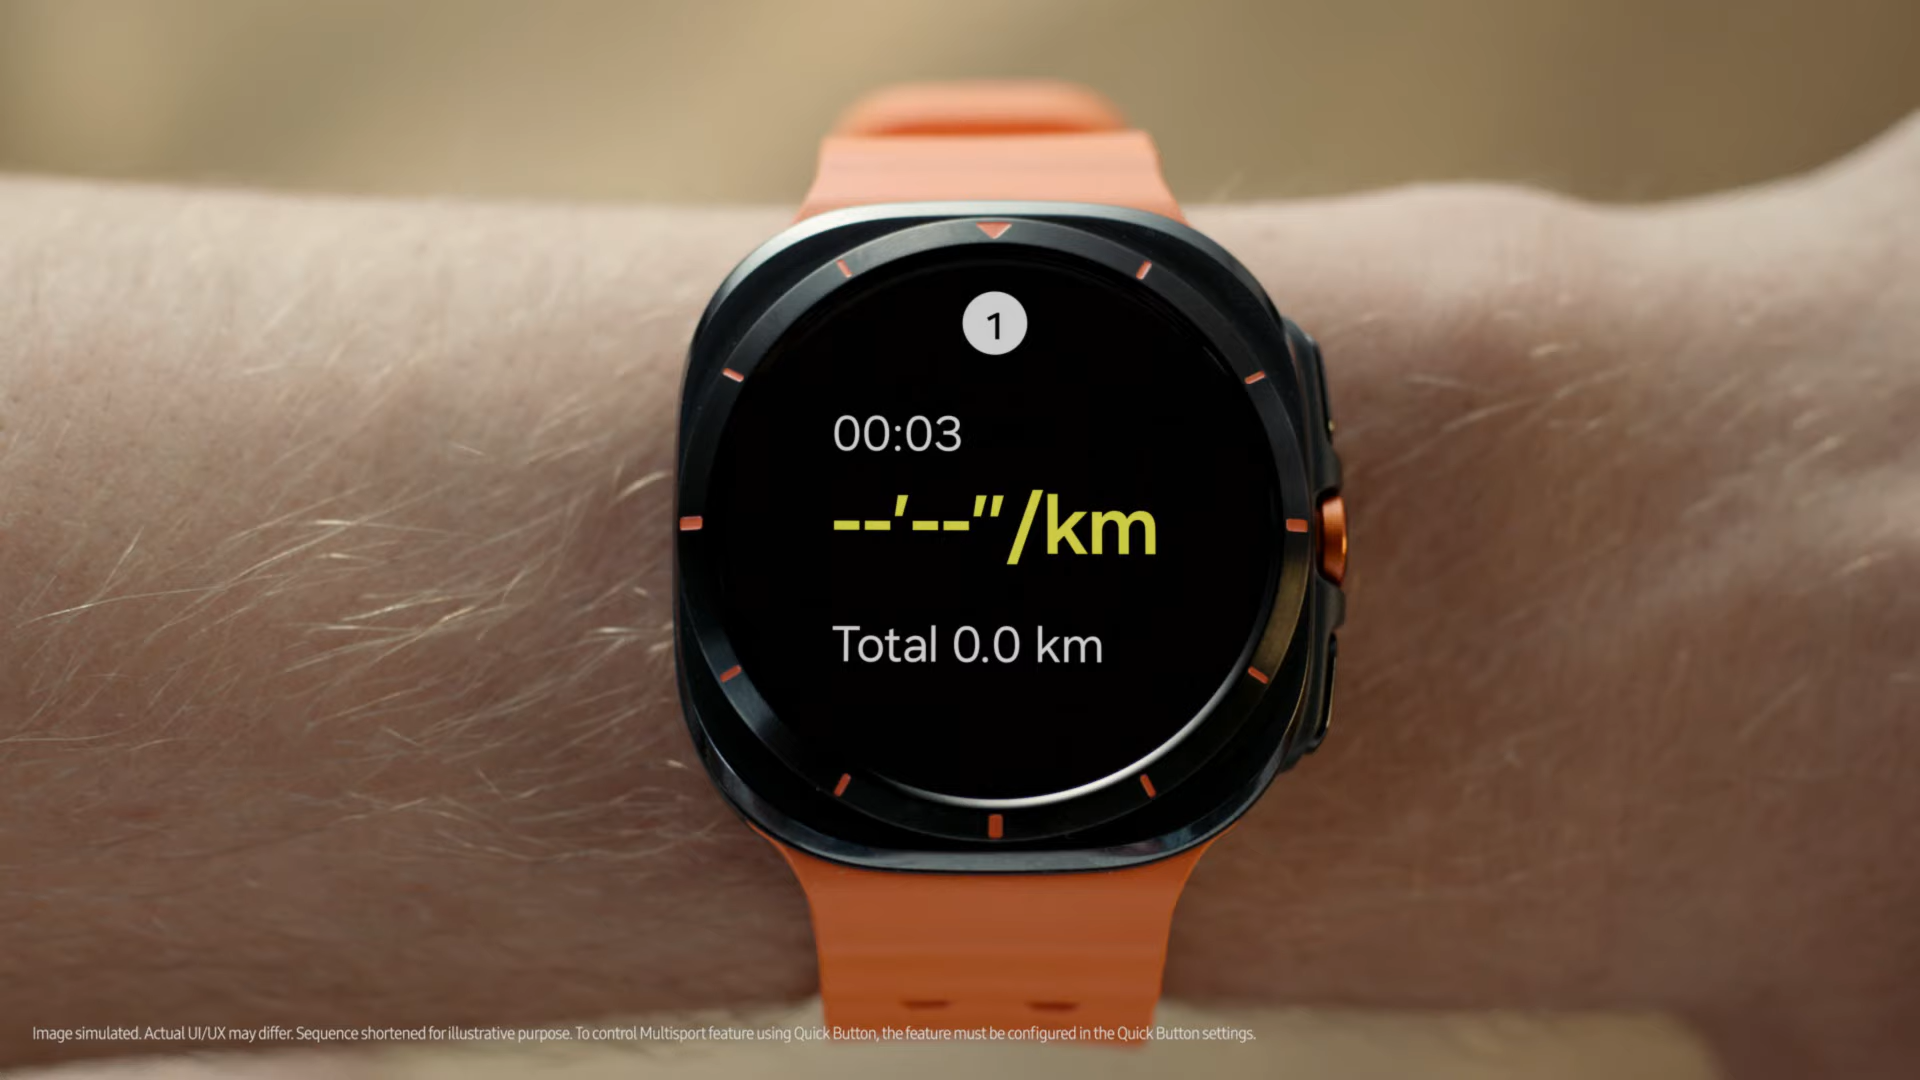 1
00:03
--'--"/km
Total 0.0 km
Image simulated. Actual UI/UX may differ. Sequence shortened for illustrative purpose. To control Multisport feature using Quick Button, the feature must be configured in the Quick Button settings.